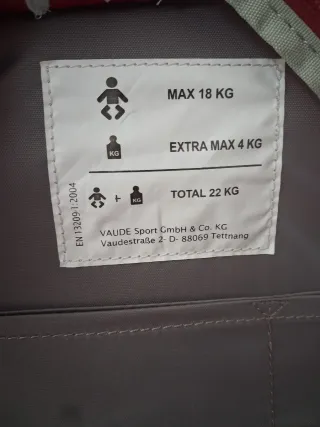 MAX 18 KG
KG
EXTRA MAX 4 KG
+
KG
TOTAL 22 KG
EN 13209-1:2004
VAUDE Sport GmbH & Co. KG
Vaudestraße 2- D- 88069 Tettnang